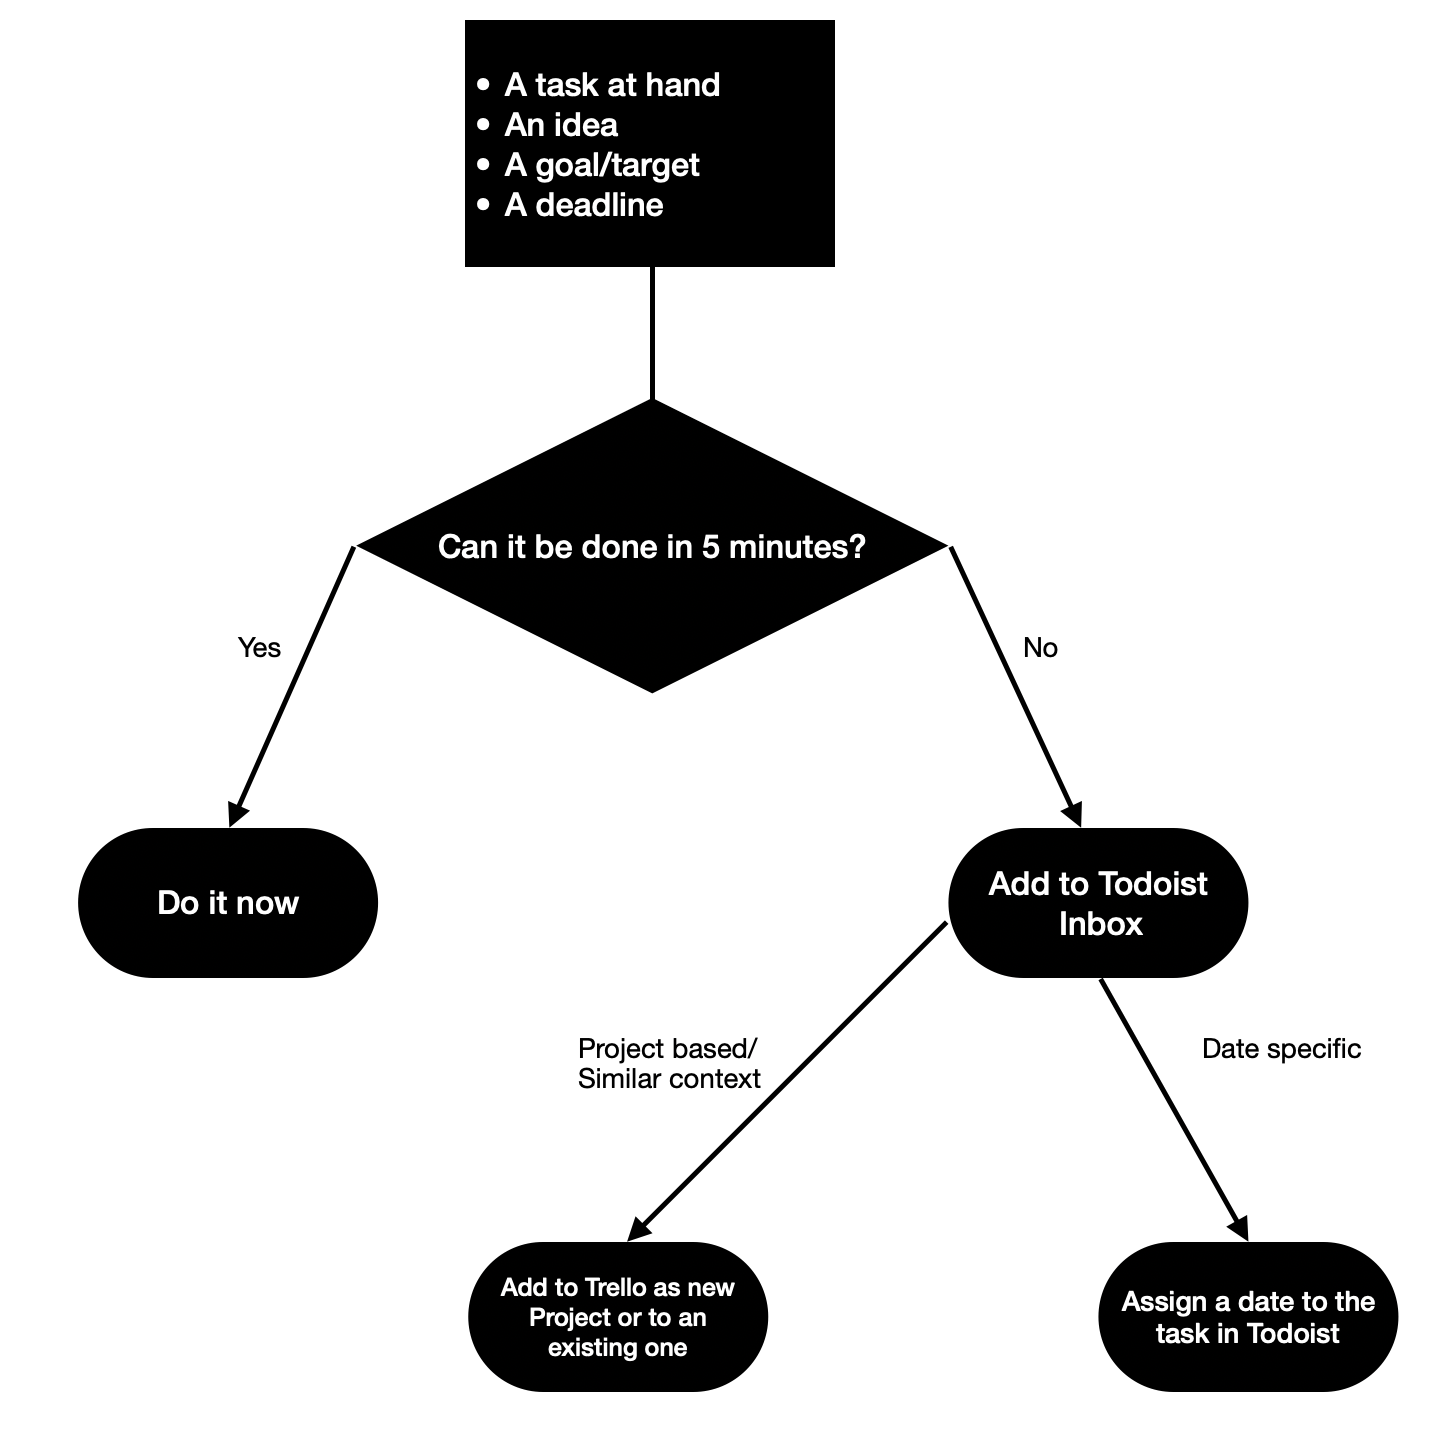 • A task at hand
• An idea
• A goal/target
• A deadline
Can it be done in 5 minutes?
Yes
No
Do it now
Add to Todoist
Inbox
Project based/
Similar context
Date specific
Add to Trello as new
Project or to an
existing one
Assign a date to the
task in Todoist